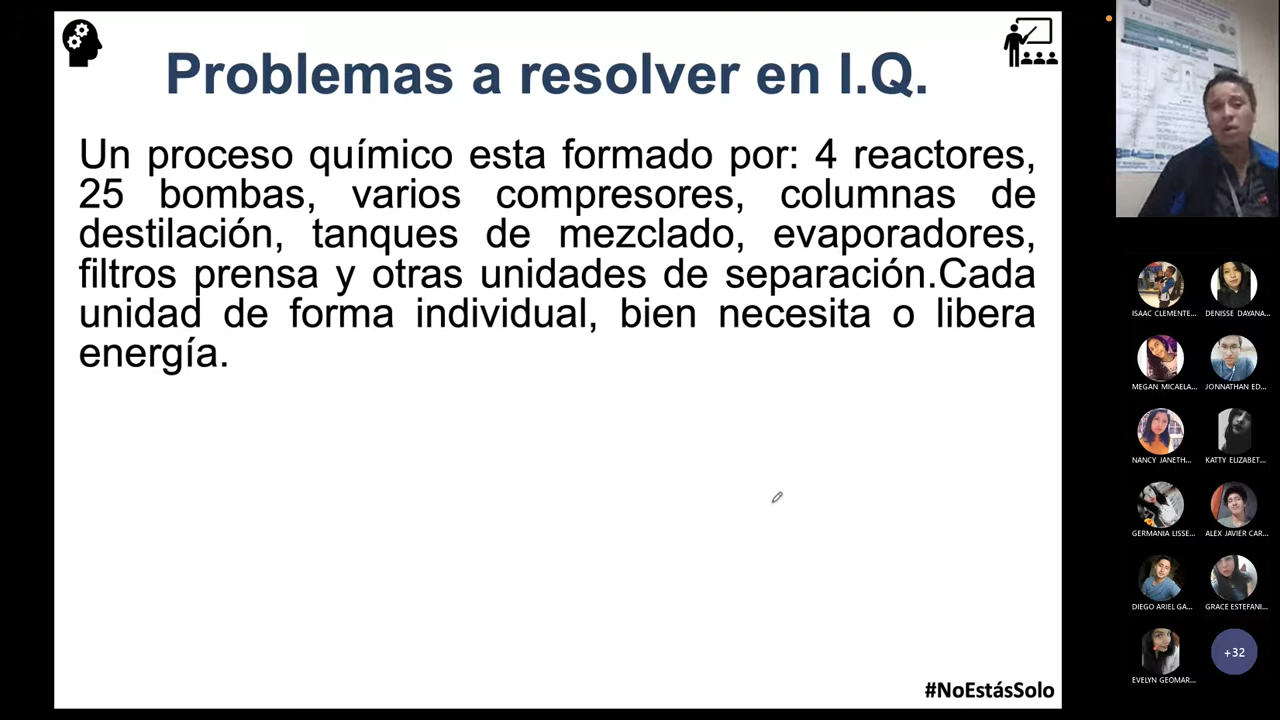 Problemas a resolver en I.Q.
Un proceso químico esta formado por: 4 reactores,
25 bombas, varios compresores, columnas de
destilación, tanques de mezclado, evaporadores,
filtros prensa y otras unidades de separación.Cada
unidad de forma individual, bien necesita o libera
energía.
#NoEstásSolo
ISAAC CLEMENTE...
DENISSE DAYANA...
MEGAN MICAELA...
JONNATHAN ED...
NANCY JANETH...
KATTY ELIZABET...
GERMANIA LISSE...
ALEX JAVIER CAR...
DIEGO ARIEL GA...
GRACE ESTEFANI...
EVELYN GEOMAR...
+32